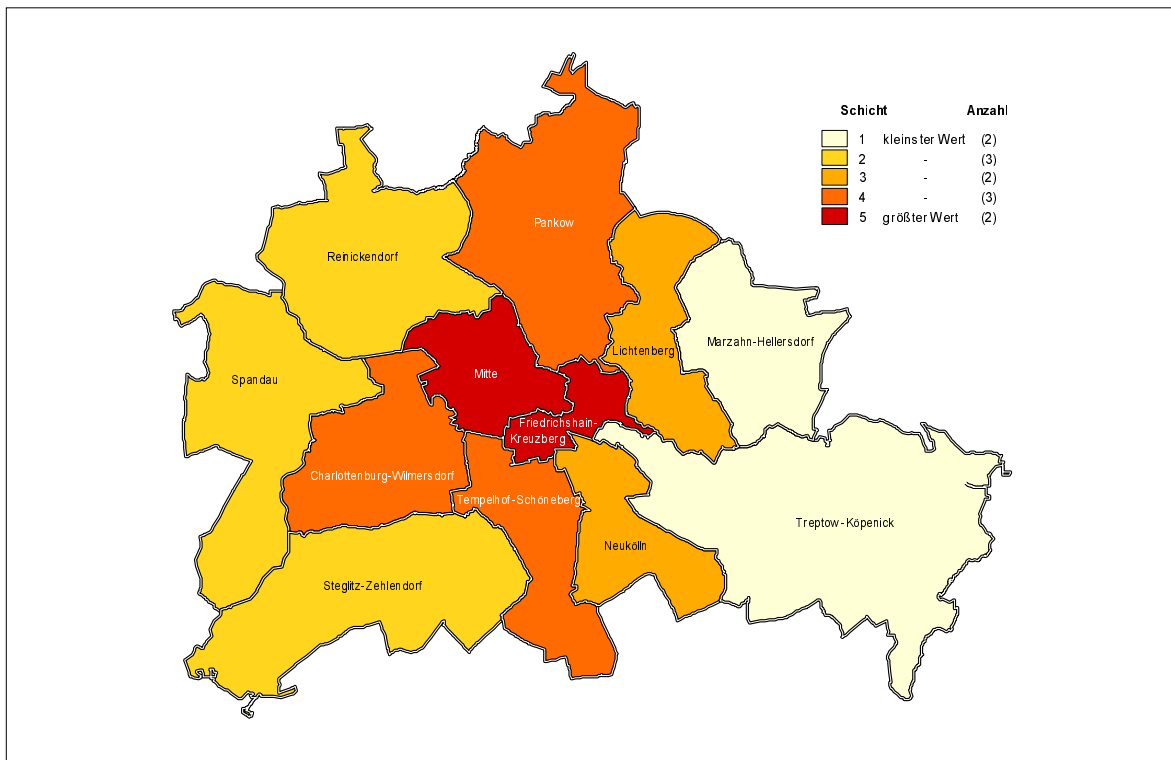 Schicht Anzahl
1 kleinster Wert (2)
2 - (3)
3 - (2)
4 - (3)
5 größter Wert (2)
Pankow
Reinickendorf
Marzahn-Hellersdorf
Lichtenberg
Mitte
Spandau
Friedrichshain-
Kreuzberg
Charlottenburg-Wilmersdorf
Tempelhof-Schöneberg
Treptow-Köpenick
Neukölln
Steglitz-Zehlendorf